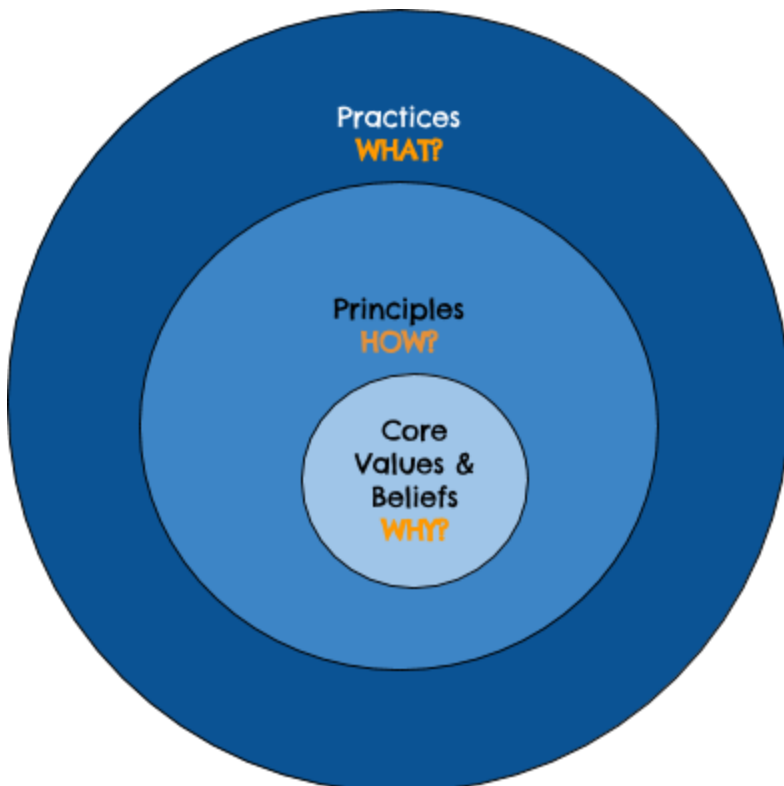 Practices
WHAT?
Principles
HOW?
Core
Values &
Beliefs
WHY?